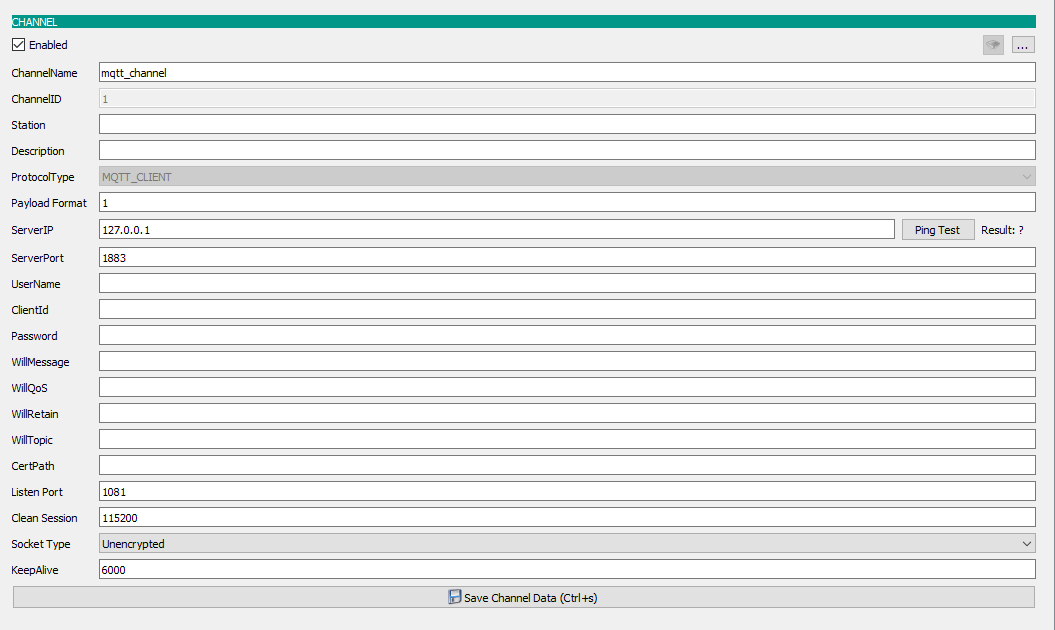 CHANNEL
Enabled
...
ChannelName mqtt_channel
ChannelID 1
Station
Description
ProtocolType MQTT_CLIENT
Payload Format 1
ServerIP 127.0.0.1 Ping Test Result: ?
ServerPort 1883
UserName
ClientId
Password
WillMessage
WillQoS
WillRetain
WillTopic
CertPath
Listen Port 1081
Clean Session 115200
Socket Type Unencrypted
KeepAlive 6000
Save Channel Data (Ctrl+s)